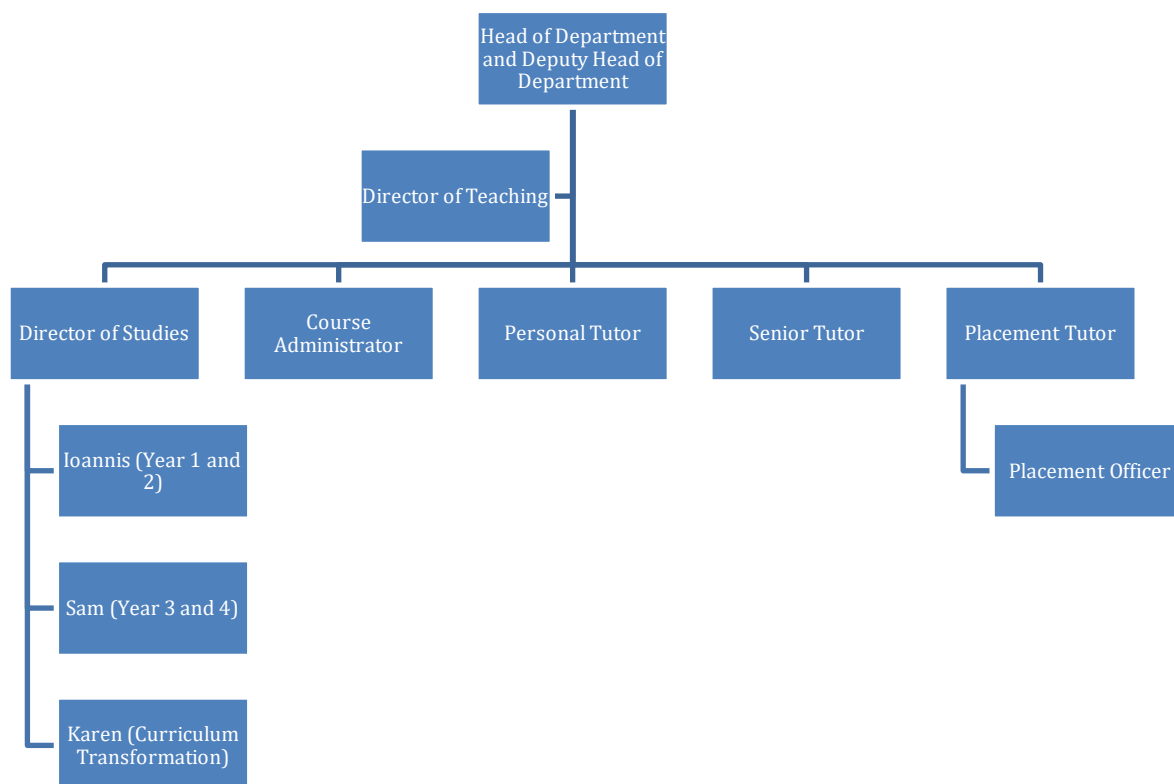 Head of Department
and Deputy Head of
Department
Director of Teaching
Director of Studies
Course
Administrator
Personal Tutor
Senior Tutor
Placement Tutor
Ioannis (Year 1 and
2)
Placement Officer
Sam (Year 3 and 4)
Karen (Curriculum
Transformation)